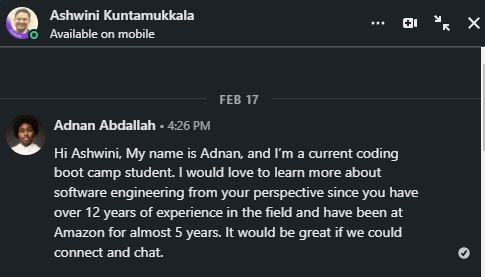 Ashwini Kuntamukkala
Available on mobile
FEB 17
Adnan Abdallah • 4:26 PM
Hi Ashwini, My name is Adnan, and I'm a current coding
boot camp student. I would love to learn more about
software engineering from your perspective since you have
over 12 years of experience in the field and have been at
Amazon for almost 5 years. It would be great if we could
connect and chat.